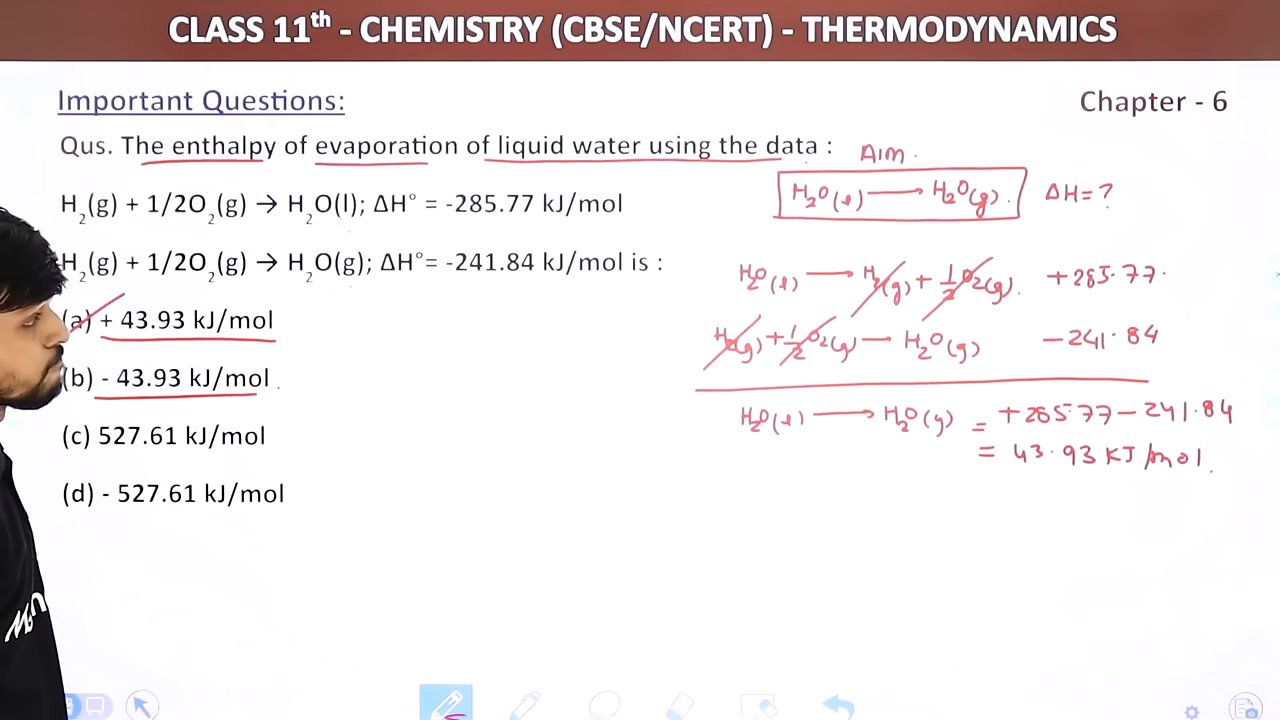 CLASS 11th - CHEMISTRY (CBSE/NCERT) - THERMODYNAMICS
Important Questions:
Chapter - 6
Qus. The enthalpy of evaporation of liquid water using the data :
H₂(g) + 1/2O₂(g) → H₂O(l); ΔH° = -285.77 kJ/mol
H₂(g) + 1/2O₂(g) → H₂O(g); ΔH°= -241.84 kJ/mol is :
(a) + 43.93 kJ/mol
(b) - 43.93 kJ/mol
(c) 527.61 kJ/mol
(d) - 527.61 kJ/mol
AIM.
H₂O(l) → H₂O(g). ΔH = ?
H₂O(l) → H₂(g) + 1/2 O₂(g). +285.77.
H₂(g) + 1/2 O₂(g) — H₂O(g) -241.84
H₂O(l) → H₂O(g) = +285.77 - 241.84
= 43.93 KJ/mol.